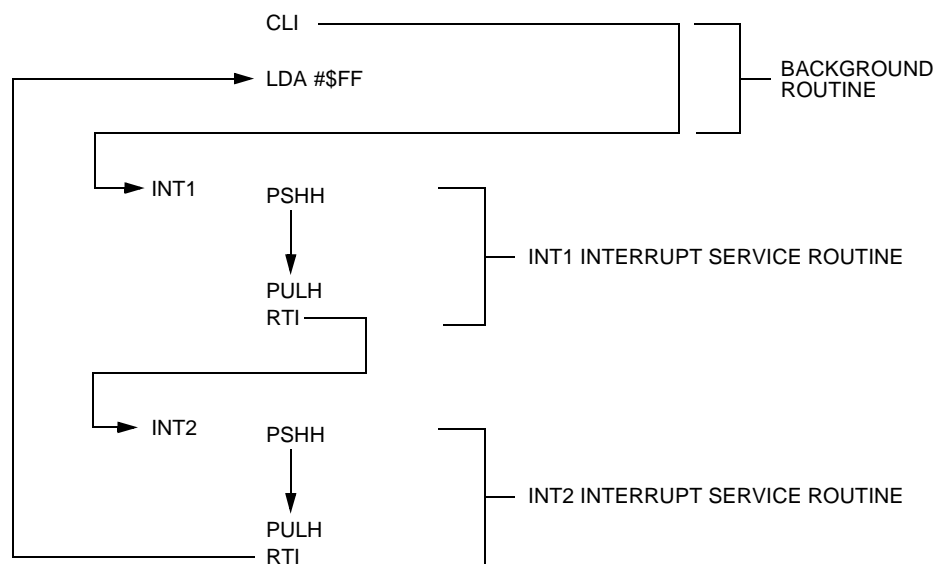 CLI
LDA #$FF
BACKGROUND
ROUTINE
INT1
PSHH
INT1 INTERRUPT SERVICE ROUTINE
PULH
RTI
INT2
PSHH
INT2 INTERRUPT SERVICE ROUTINE
PULH
RTI